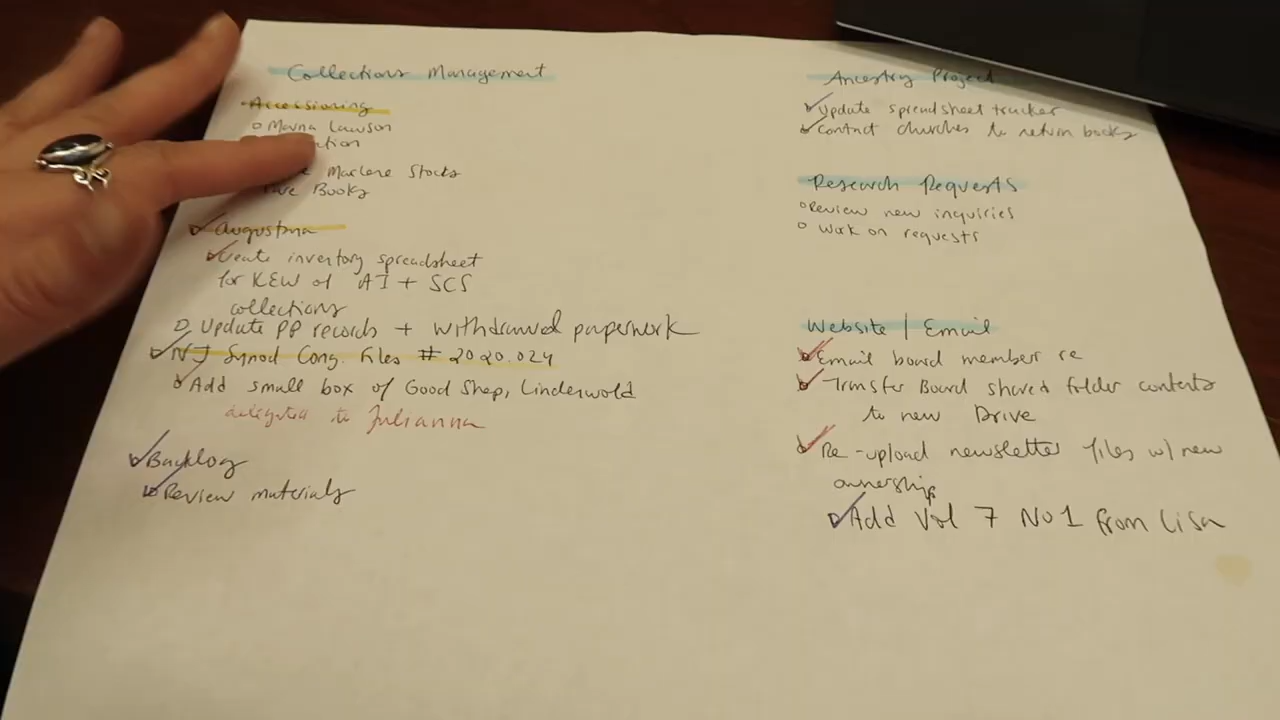 Collections Management
Accessioning
Lawson
Marlene Stocks
Books
Augustana
Create inventory spreadsheet
for KEW of AI + SCS
collections
Update PP records + withdrawal paperwork
NJ Synod Cong. Files # 2020.024
Add small box of Good Shep, Linderwold
delegated to Julianna
Backlog
Review materials
Ancestry Project
Update spreadsheet tracker
Contact churches to return books
Research Requests
Review new inquiries
Work on requests
Website / Email
Email board member re
Transfer Board shared folder contents
to new Drive
Re-upload newsletter files w/ new
ownership
Add Vol 7 No 1 from Lisa